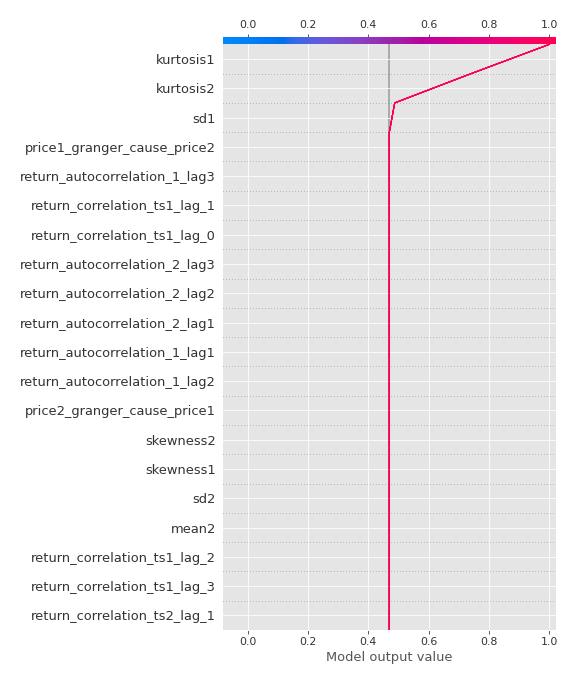 0.0 0.2 0.4 0.6 0.8 1.0
kurtosis1
kurtosis2
sd1
price1_granger_cause_price2
return_autocorrelation_1_lag3
return_correlation_ts1_lag_1
return_correlation_ts1_lag_0
return_autocorrelation_2_lag3
return_autocorrelation_2_lag2
return_autocorrelation_2_lag1
return_autocorrelation_1_lag1
return_autocorrelation_1_lag2
price2_granger_cause_price1
skewness2
skewness1
sd2
mean2
return_correlation_ts1_lag_2
return_correlation_ts1_lag_3
return_correlation_ts2_lag_1
0.0 0.2 0.4 0.6 0.8 1.0
Model output value